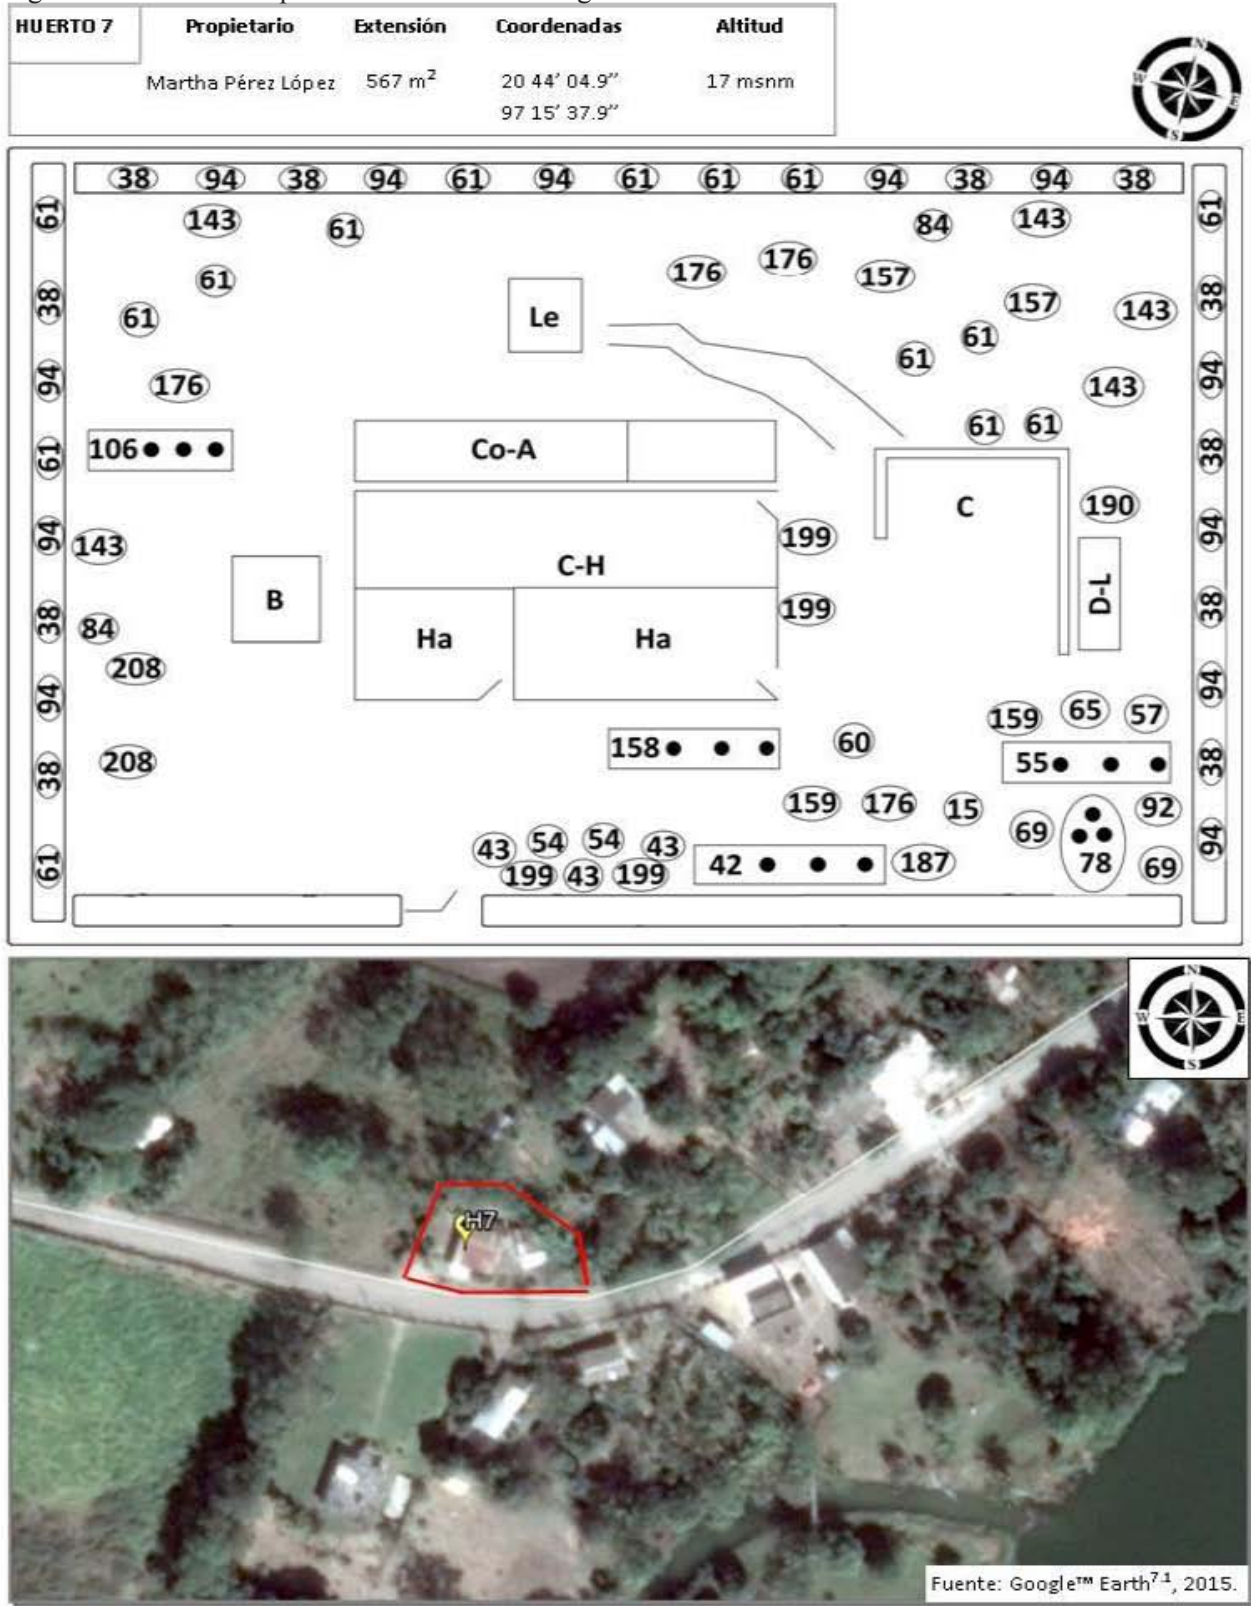 HUERTO 7 Propietario Extensión Coordenadas Altitud
Martha Pérez López 567 m² 20 44’ 04.9” 17 msnm
97 15’ 37.9”
N
W E
S
38 94 38 94 61 94 61 61 61 94 38 94 38
61 143 61 84 143 61
176 176 157
61 157 143 38
38 61 Le 61
94 176 61 143 94
61 61
106 Co-A 38
61
C 190
94 143 199 94
C-H
B 199 D-L
38 84 Ha Ha 38
208
94 159 65 57 94
158 60
38 208 55 38
159 176 15 92
43 54 54 43 69 94
61 199 43 199 42 187 78 69
N
W E
S
H7
Fuente: Google™ Earth7.1, 2015.